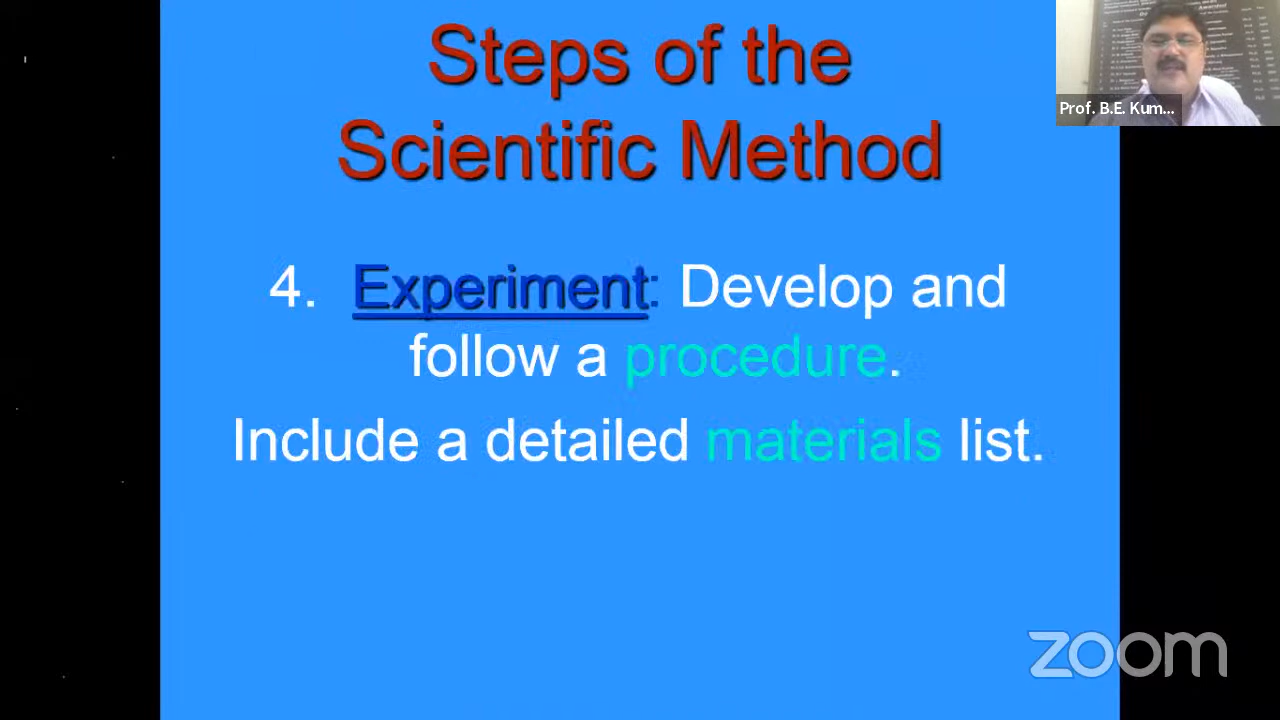 Steps of the
Scientific Method
4. Experiment: Develop and
follow a procedure.
Include a detailed materials list.
Prof. B.E. Kum...
zoom